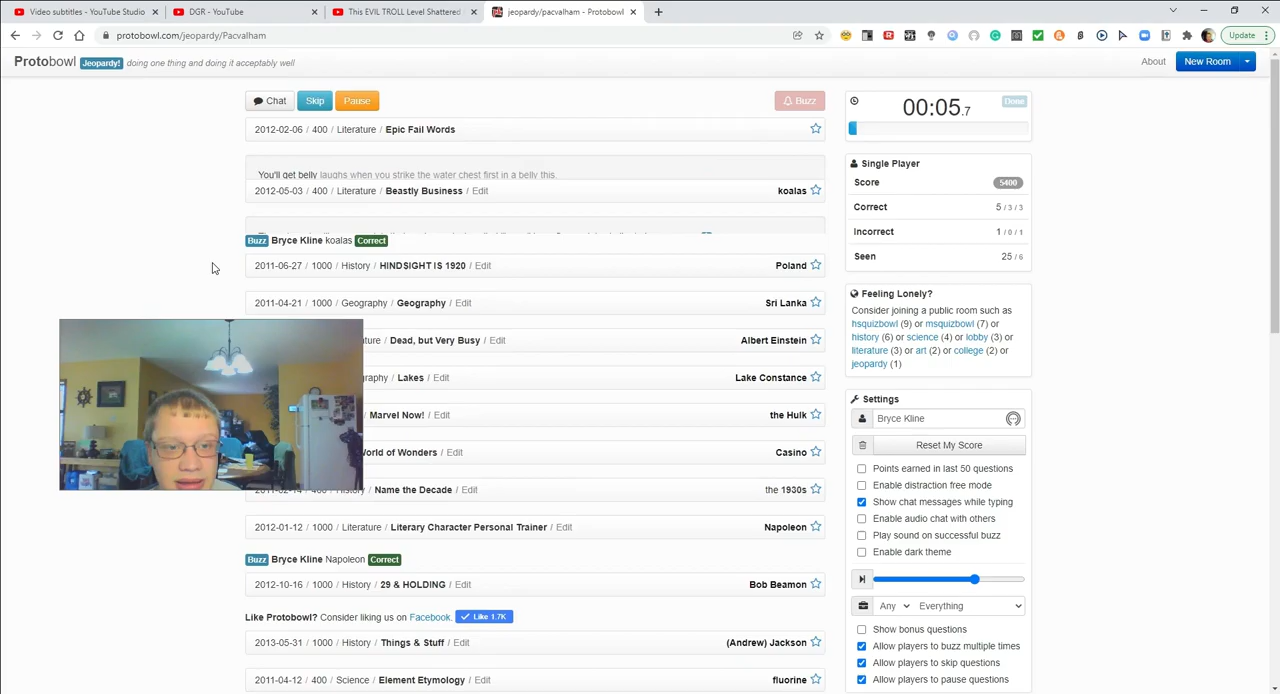 Video subtitles - YouTube Studio
DGR - YouTube
This EVIL TROLL Level Shattered
jeopardy/pacvalham - Protobowl
protobowl.com/jeopardy/Pacvalham
Update
Protobowl Jeopardy! doing one thing and doing it acceptably well
About
New Room
Chat Skip Pause Buzz
2012-02-06 / 400 / Literature / Epic Fail Words
You'll get belly laughs when you strike the water chest first in a belly this.
2012-05-03 / 400 / Literature / Beastly Business / Edit koalas
Buzz Bryce Kline koalas Correct
2011-06-27 / 1000 / History / HINDSIGHT IS 1920 / Edit Poland
2011-04-21 / 1000 / Geography / Geography / Edit Sri Lanka
Dead, but Very Busy / Edit Albert Einstein
Lakes / Edit Lake Constance
Marvel Now! / Edit the Hulk
World of Wonders / Edit Casino
Name the Decade / Edit the 1930s
2012-01-12 / 1000 / Literature / Literary Character Personal Trainer / Edit Napoleon
Buzz Bryce Kline Napoleon Correct
2012-10-16 / 1000 / History / 29 & HOLDING / Edit Bob Beamon
Like Protobowl? Consider liking us on Facebook. Like 1.7K
2013-05-31 / 1000 / History / Things & Stuff / Edit (Andrew) Jackson
2011-04-12 / 400 / Science / Element Etymology / Edit fluorine
00:05.7 Done
Single Player
Score 5400
Correct 5 / 3 / 3
Incorrect 1 / 0 / 1
Seen 25 / 6
Feeling Lonely?
Consider joining a public room such as
hsquizbowl (9) or msquizbowl (7) or
history (6) or science (4) or lobby (3) or
literature (3) or art (2) or college (2) or
jeopardy (1)
Settings
Bryce Kline
Reset My Score
Points earned in last 50 questions
Enable distraction free mode
Show chat messages while typing
Enable audio chat with others
Play sound on successful buzz
Enable dark theme
Any Everything
Show bonus questions
Allow players to buzz multiple times
Allow players to skip questions
Allow players to pause questions